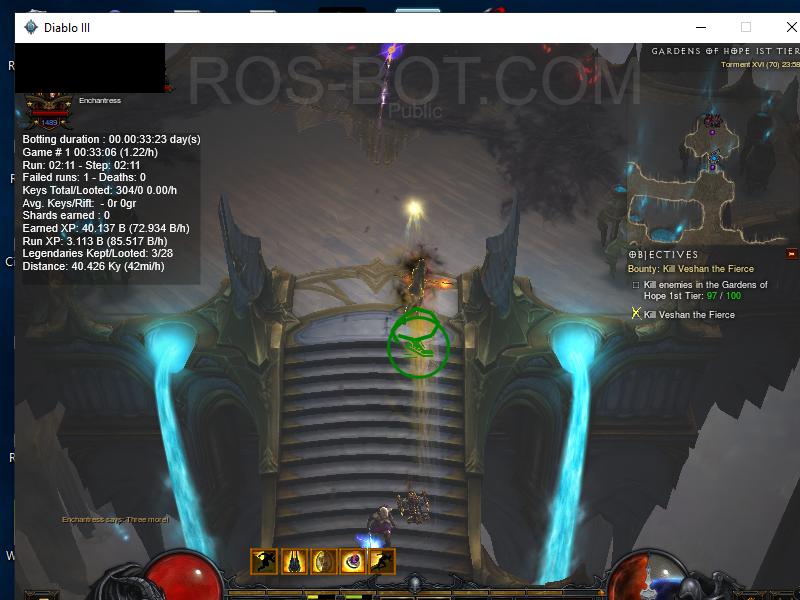 Diablo III
GARDENS OF HOPE 1ST TIER
Torment XVI (70) 23:58
ROS-BOT.COM
Public
Enchantress
1489
Botting duration : 00.00:33:23 day(s)
Game # 1 00:33:06 (1.22/h)
Run: 02:11 - Step: 02:11
Failed runs: 1 - Deaths: 0
Keys Total/Looted: 304/0 0.00/h
Avg. Keys/Rift: - 0r 0gr
Shards earned : 0
Earned XP: 40.137 B (72.934 B/h)
Run XP: 3.113 B (85.517 B/h)
Legendaries Kept/Looted: 3/28
Distance: 40.426 Ky (42mi/h)
OBJECTIVES
Bounty: Kill Veshan the Fierce
Kill enemies in the Gardens of
Hope 1st Tier: 97 / 100
Kill Veshan the Fierce
Enchantress says: Three more!